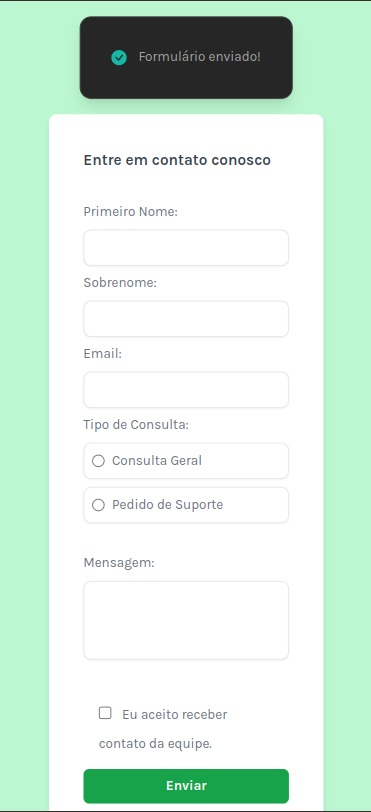 Formulário enviado!
Entre em contato conosco
Primeiro Nome:
Sobrenome:
Email:
Tipo de Consulta:
Consulta Geral
Pedido de Suporte
Mensagem:
Eu aceito receber
contato da equipe.
Enviar